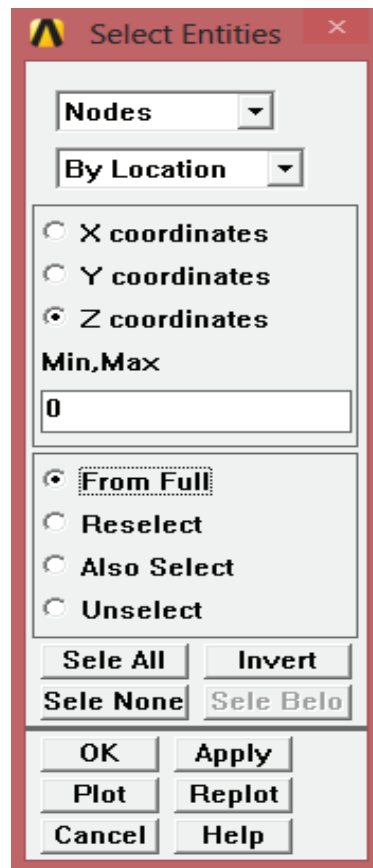 Select Entities
Nodes
By Location
X coordinates
Y coordinates
Z coordinates
Min,Max
0
From Full
Reselect
Also Select
Unselect
Sele All Invert
Sele None Sele Belo
OK Apply
Plot Replot
Cancel Help